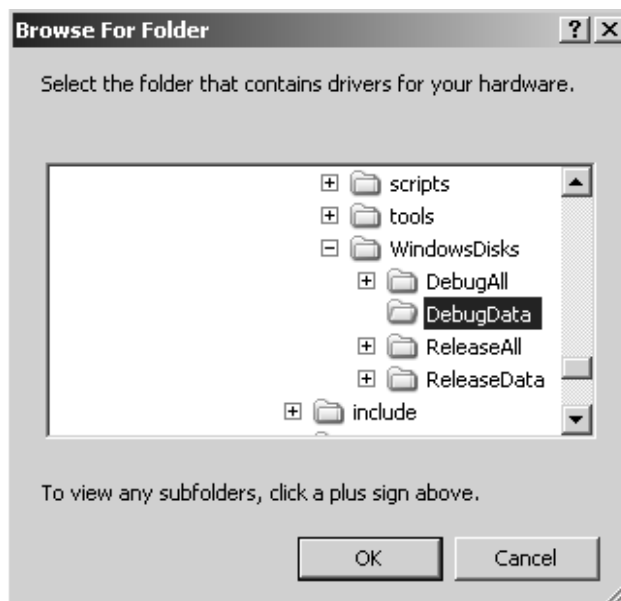 Browse For Folder
Select the folder that contains drivers for your hardware.
scripts
tools
WindowsDisks
DebugAll
DebugData
ReleaseAll
ReleaseData
include
To view any subfolders, click a plus sign above.
OK Cancel